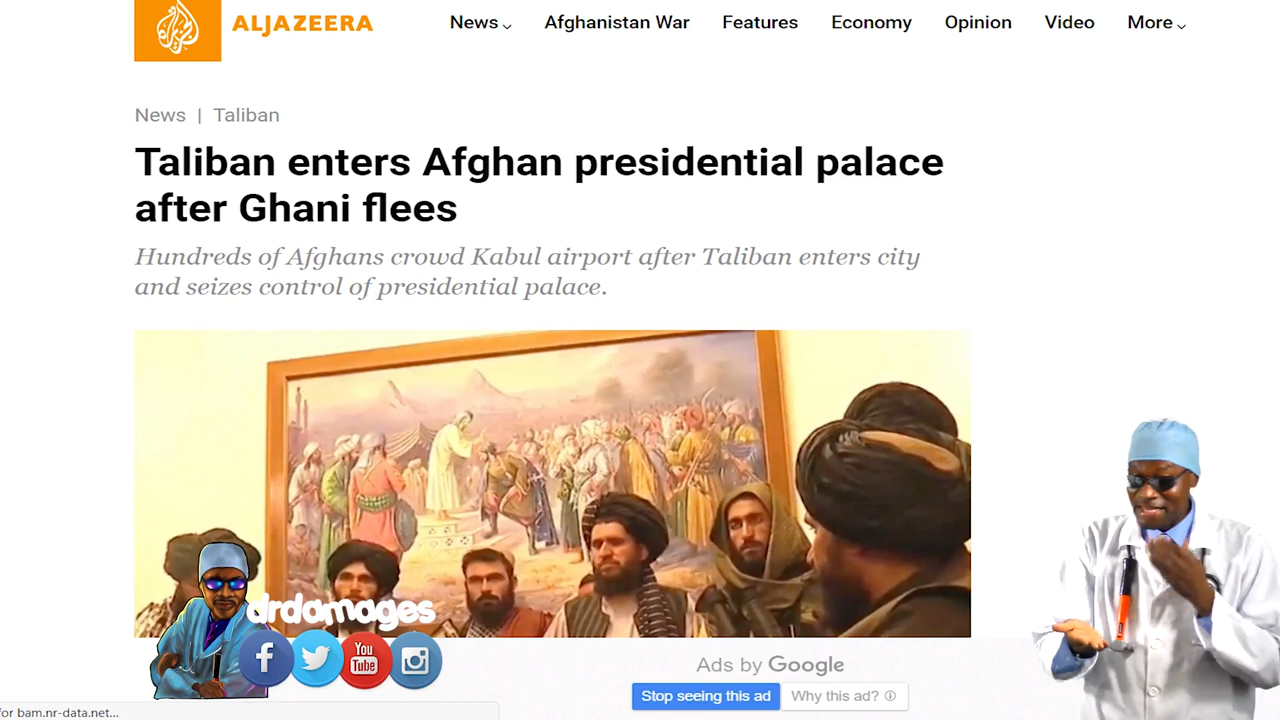 ALJAZEERA
News Afghanistan War Features Economy Opinion Video More
News | Taliban
Taliban enters Afghan presidential palace
after Ghani flees
Hundreds of Afghans crowd Kabul airport after Taliban enters city
and seizes control of presidential palace.
drdamages
f You
Tube
Ads by Google
Stop seeing this ad Why this ad?
for bam.nr-data.net...